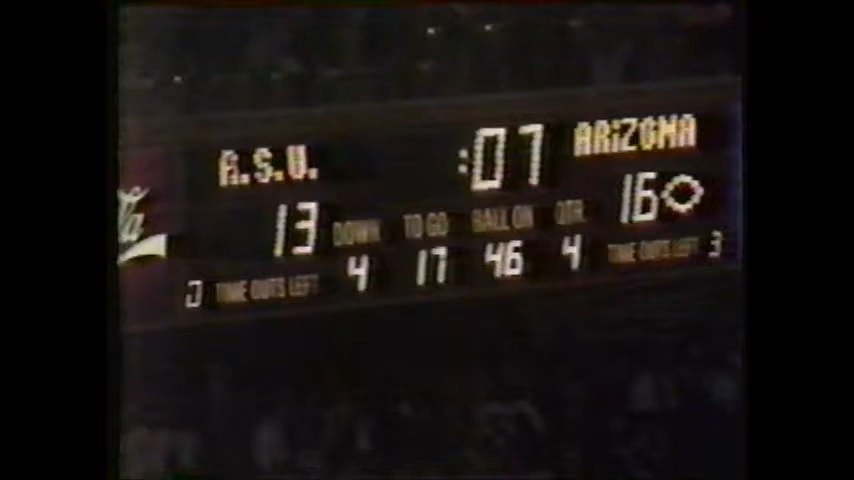 A.S.U. :07 ARIZONA
13 DOWN TO GO BALL ON QTR. 16
0 TIME OUTS LEFT 4 17 46 4 TIME OUTS LEFT 3